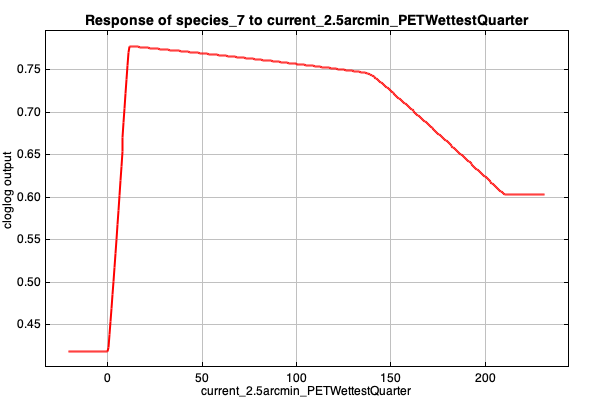 Response of species_7 to current_2.5arcmin_PETWettestQuarter
0.75
0.70
0.65
0.60
0.55
0.50
0.45
cloglog output
0 50 100 150 200
current_2.5arcmin_PETWettestQuarter